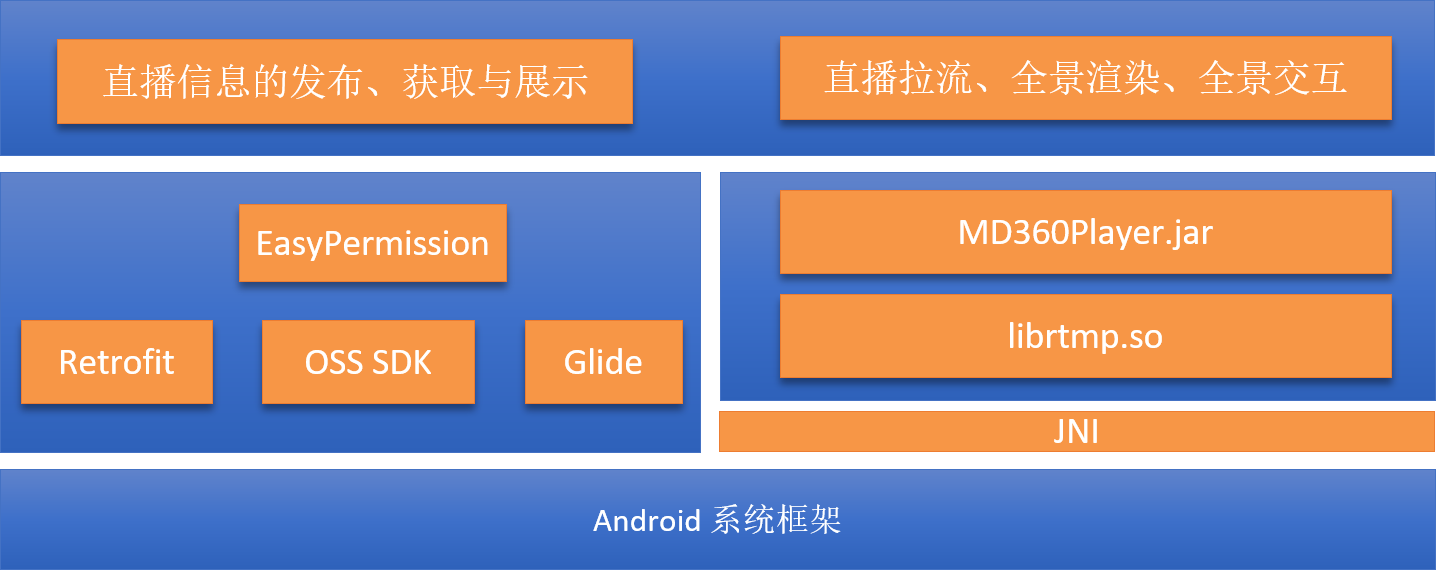 直播信息的发布、获取与展示
直播拉流、全景渲染、全景交互
EasyPermission
Retrofit
OSS SDK
Glide
MD360Player.jar
librtmp.so
JNI
Android 系统框架